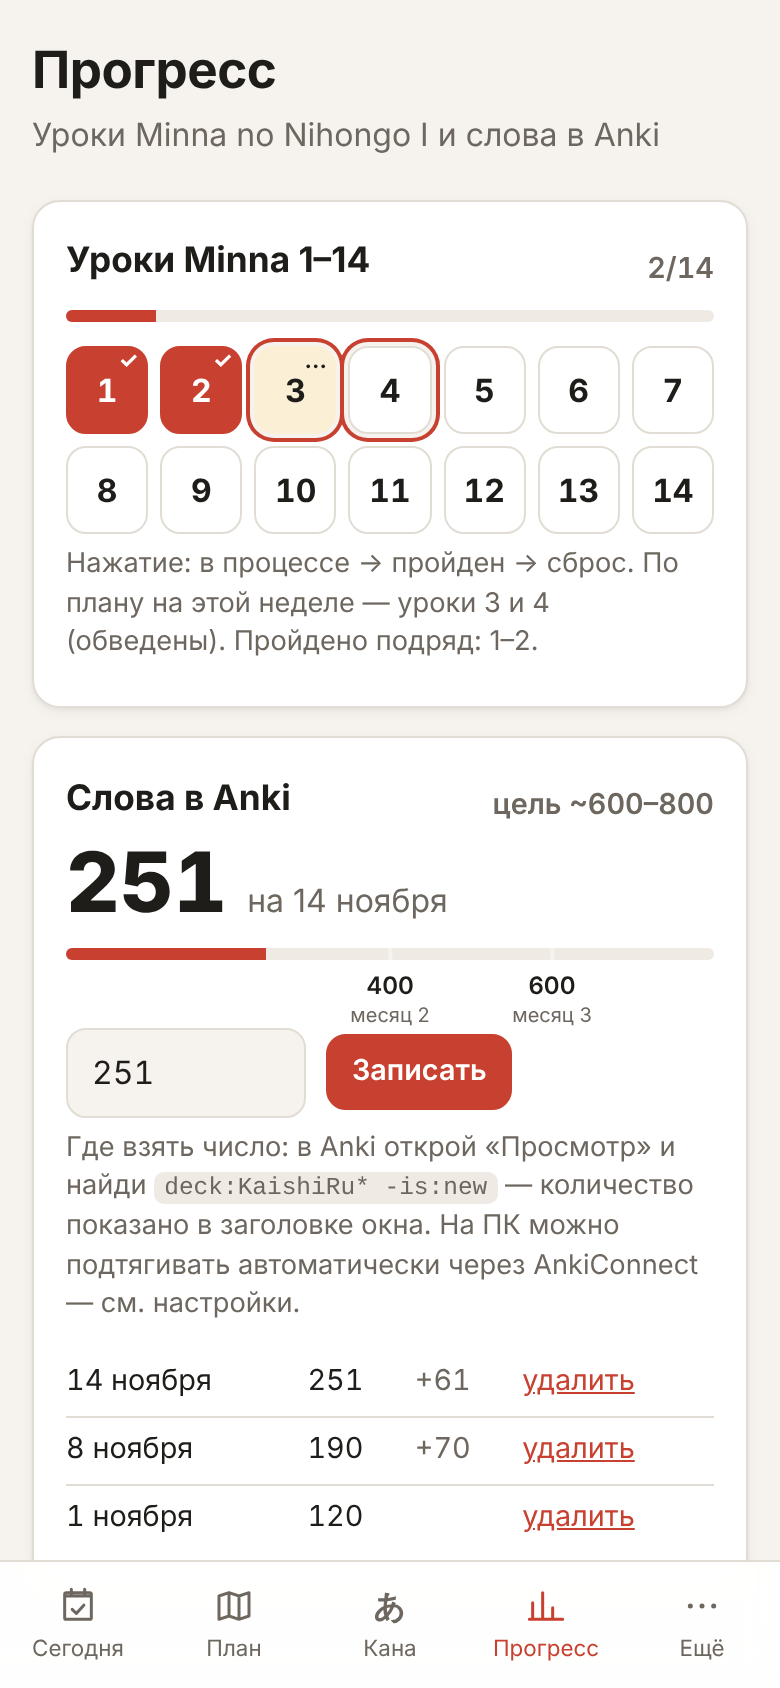 Прогресс
Уроки Minna no Nihongo I и слова в Anki
Уроки Minna 1–14
2/14
1 2 3 4 5 6 7
8 9 10 11 12 13 14
Нажатие: в процессе → пройден → сброс. По
плану на этой неделе — уроки 3 и 4
(обведены). Пройдено подряд: 1–2.
Слова в Anki
цель ~600–800
251 на 14 ноября
400 600
месяц 2 месяц 3
251 Записать
Где взять число: в Anki открой «Просмотр» и
найди deck:KaishiRu* -is:new — количество
показано в заголовке окна. На ПК можно
подтягивать автоматически через AnkiConnect
— см. настройки.
14 ноября 251 +61 удалить
8 ноября 190 +70 удалить
1 ноября 120 удалить
あ
Сегодня План Кана Прогресс Ещё